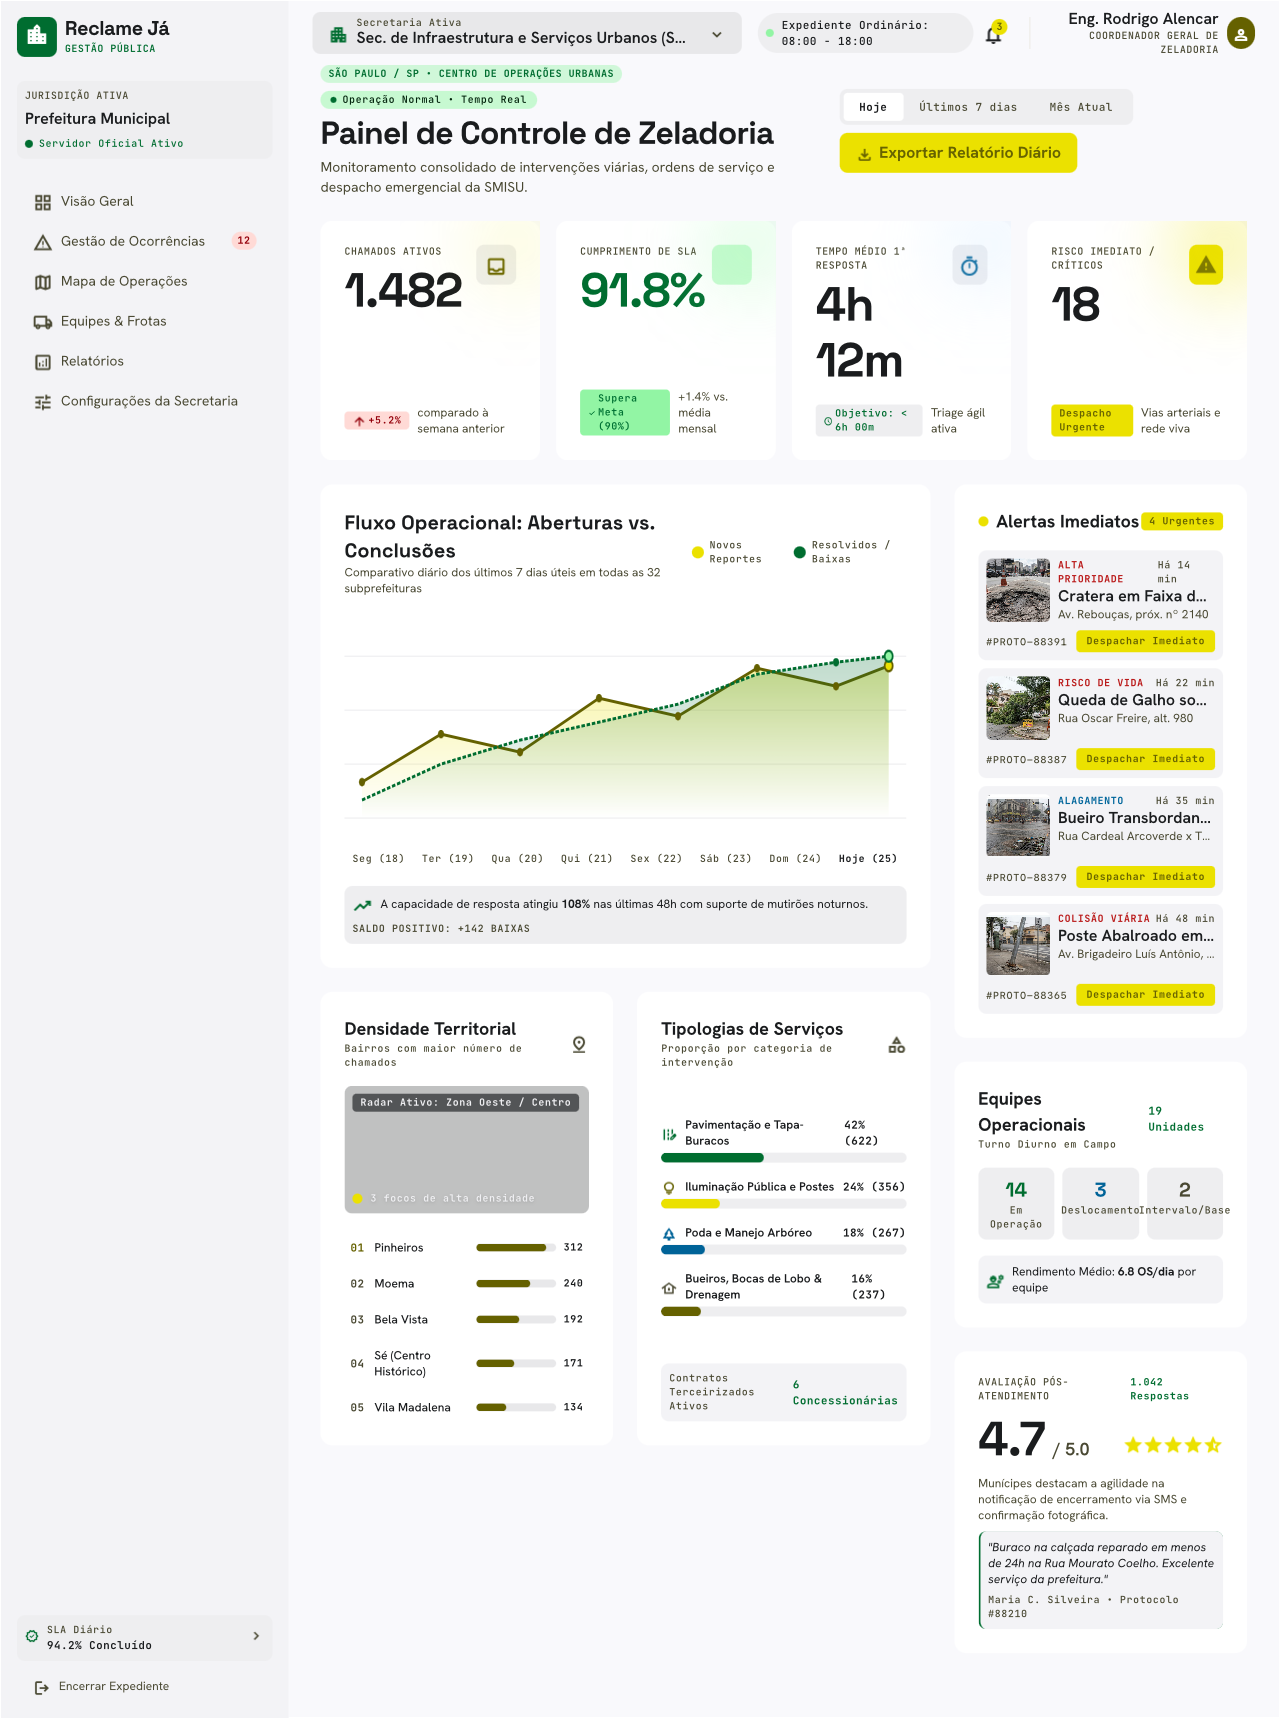 Reclame Já
GESTÃO PÚBLICA
JURISDIÇÃO ATIVA
Prefeitura Municipal
Servidor Oficial Ativo
Visão Geral
Gestão de Ocorrências
12
Mapa de Operações
Equipes & Frotas
Relatórios
Configurações da Secretaria
SLA Diário
94.2% Concluído
Encerrar Expediente
Secretaria Ativa
Sec. de Infraestrutura e Serviços Urbanos (S...
Expediente Ordinário:
08:00 - 18:00
3
Eng. Rodrigo Alencar
COORDENADOR GERAL DE
ZELADORIA
SÃO PAULO / SP • CENTRO DE OPERAÇÕES URBANAS
Operação Normal • Tempo Real
Painel de Controle de Zeladoria
Monitoramento consolidado de intervenções viárias, ordens de serviço e
despacho emergencial da SMISU.
Hoje
Últimos 7 dias
Mês Atual
Exportar Relatório Diário
CHAMADOS ATIVOS
1.482
+5.2%
comparado à
semana anterior
CUMPRIMENTO DE SLA
91.8%
Supera
Meta
(90%)
+1.4% vs.
média
mensal
TEMPO MÉDIO 1ª
RESPOSTA
4h
12m
Objetivo: <
6h 00m
Triage ágil
ativa
RISCO IMEDIATO /
CRÍTICOS
18
Despacho
Urgente
Vias arteriais e
rede viva
Fluxo Operacional: Aberturas vs.
Conclusões
Comparativo diário dos últimos 7 dias úteis em todas as 32
subprefeituras
Novos
Reportes
Resolvidos /
Baixas
Seg (18)
Ter (19)
Qua (20)
Qui (21)
Sex (22)
Sáb (23)
Dom (24)
Hoje (25)
A capacidade de resposta atingiu 108% nas últimas 48h com suporte de mutirões noturnos.
SALDO POSITIVO: +142 BAIXAS
Densidade Territorial
Bairros com maior número de
chamados
Radar Ativo: Zona Oeste / Centro
3 focos de alta densidade
01 Pinheiros 312
02 Moema 240
03 Bela Vista 192
04 Sé (Centro
Histórico) 171
05 Vila Madalena 134
Tipologias de Serviços
Proporção por categoria de
intervenção
Pavimentação e Tapa-
Buracos
42%
(622)
Iluminação Pública e Postes 24% (356)
Poda e Manejo Arbóreo 18% (267)
Bueiros, Bocas de Lobo &
Drenagem
16%
(237)
Contratos
Terceirizados
Ativos
6
Concessionárias
Alertas Imediatos
4 Urgentes
ALTA
PRIORIDADE
Há 14
min
Cratera em Faixa d...
Av. Rebouças, próx. nº 2140
#PROTO-88391
Despachar Imediato
RISCO DE VIDA
Há 22 min
Queda de Galho so...
Rua Oscar Freire, alt. 980
#PROTO-88387
Despachar Imediato
ALAGAMENTO
Há 35 min
Bueiro Transbordan...
Rua Cardeal Arcoverde x T...
#PROTO-88379
Despachar Imediato
COLISÃO VIÁRIA
Há 48 min
Poste Abalroado em...
Av. Brigadeiro Luís Antônio, ...
#PROTO-88365
Despachar Imediato
Equipes
Operacionais
Turno Diurno em Campo
19
Unidades
14
Em
Operação
3
Deslocamento
2
Intervalo/Base
Rendimento Médio: 6.8 OS/dia por
equipe
AVALIAÇÃO PÓS-
ATENDIMENTO
1.042
Respostas
4.7 / 5.0
Munícipes destacam a agilidade na
notificação de encerramento via SMS e
confirmação fotográfica.
"Buraco na calçada reparado em menos
de 24h na Rua Mourato Coelho. Excelente
serviço da prefeitura."
Maria C. Silveira • Protocolo
#88210